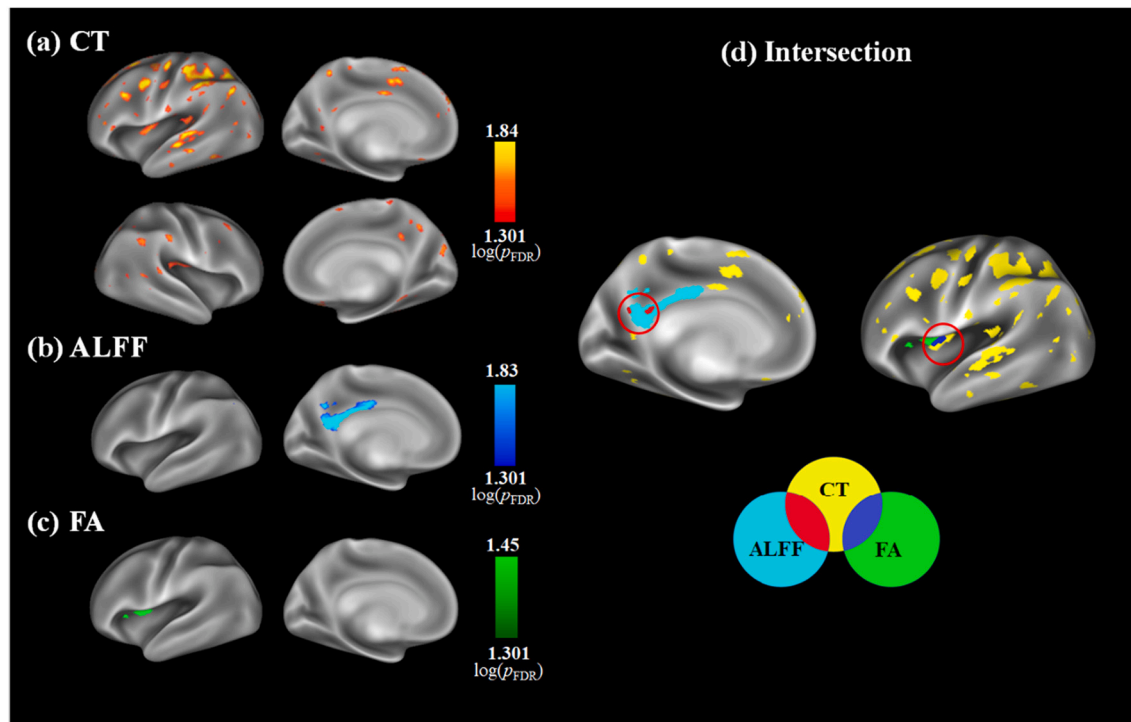 (a) CT
(d) Intersection
1.84
1.301
log(pFDR)
(b) ALFF
1.83
1.301
log(pFDR)
(c) FA
1.45
1.301
log(pFDR)
CT
ALFF
FA